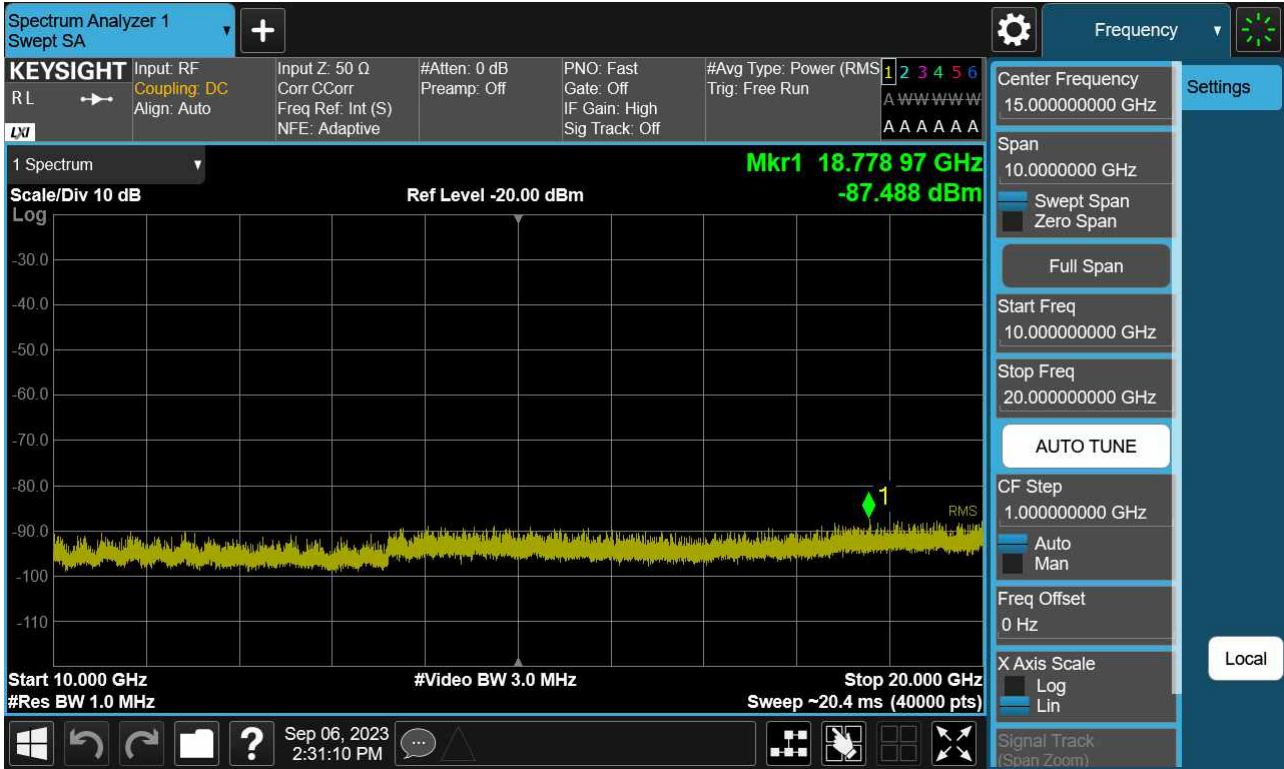 Spectrum Analyzer 1
Swept SA
+
Frequency
KEYSIGHT
RL
LXI
Input: RF
Coupling: DC
Align: Auto
Input Z: 50 Ω
Corr CCorr
Freq Ref: Int (S)
NFE: Adaptive
#Atten: 0 dB
Preamp: Off
PNO: Fast
Gate: Off
IF Gain: High
Sig Track: Off
#Avg Type: Power (RMS
Trig: Free Run
1 2 3 4 5 6
A W W W W W
A A A A A A
1 Spectrum
Scale/Div 10 dB
Log
Ref Level -20.00 dBm
Mkr1 18.778 97 GHz
-87.488 dBm
-30.0
-40.0
-50.0
-60.0
-70.0
-80.0
-90.0
-100
-110
1
RMS
Start 10.000 GHz
#Res BW 1.0 MHz
#Video BW 3.0 MHz
Stop 20.000 GHz
Sweep ~20.4 ms (40000 pts)
Center Frequency
15.000000000 GHz
Span
10.0000000 GHz
Swept Span
Zero Span
Full Span
Start Freq
10.000000000 GHz
Stop Freq
20.000000000 GHz
AUTO TUNE
CF Step
1.000000000 GHz
Auto
Man
Freq Offset
0 Hz
X Axis Scale
Log
Lin
Signal Track
(Span Zoom)
Settings
Local
?
Sep 06, 2023
2:31:10 PM